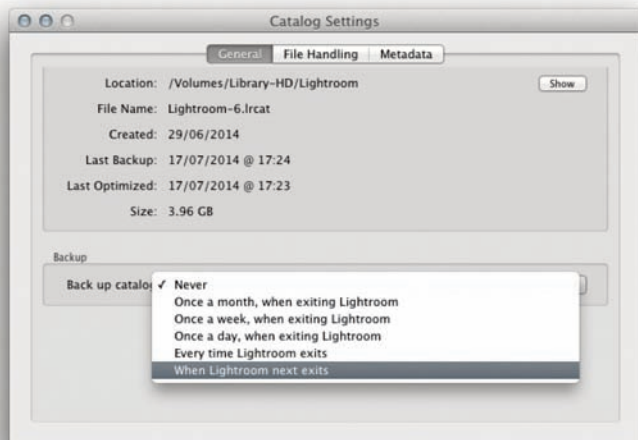 Catalog Settings
General File Handling Metadata
Location: /Volumes/Library-HD/Lightroom Show
File Name: Lightroom-6.lrcat
Created: 29/06/2014
Last Backup: 17/07/2014 @ 17:24
Last Optimized: 17/07/2014 @ 17:23
Size: 3.96 GB
Backup
Back up catalog ✓ Never
Once a month, when exiting Lightroom
Once a week, when exiting Lightroom
Once a day, when exiting Lightroom
Every time Lightroom exits
When Lightroom next exits